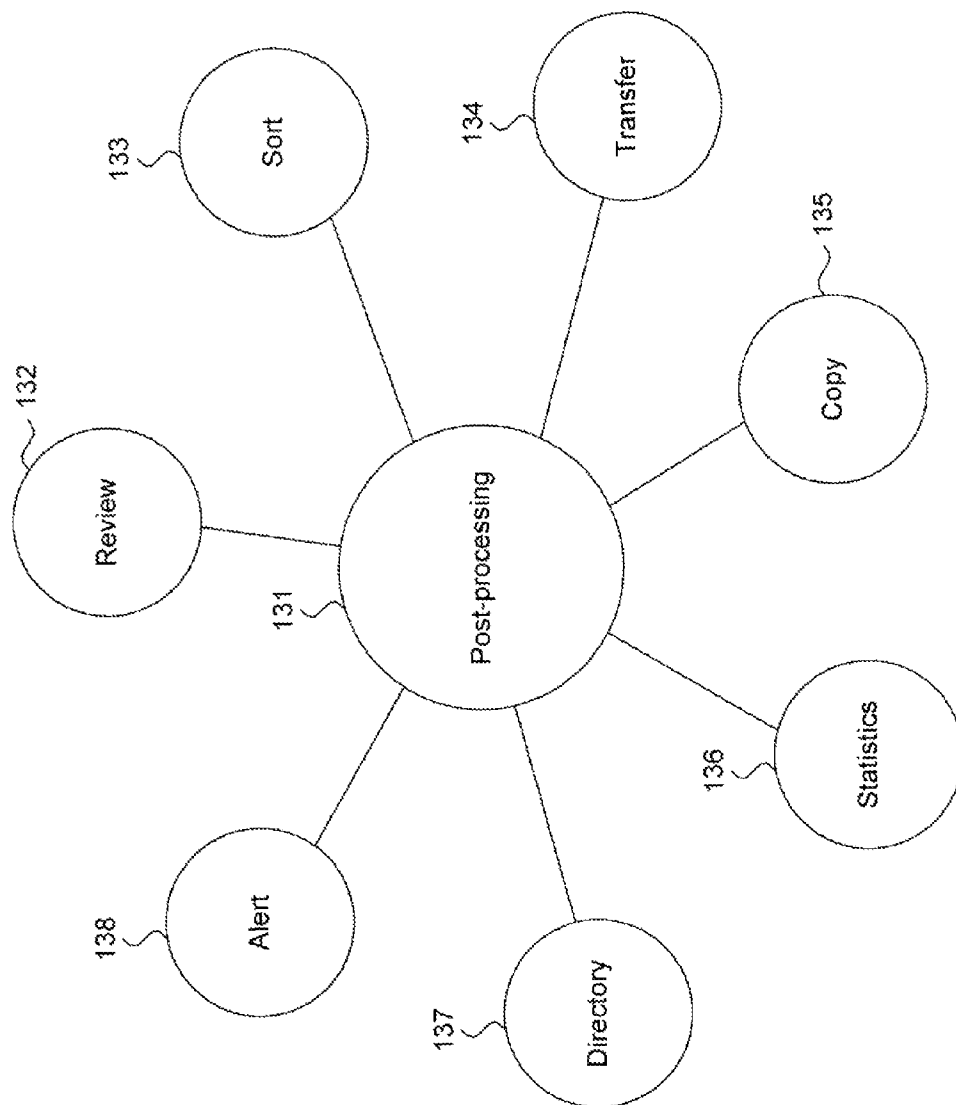 132
Review
133
Sort
134
Transfer
135
Copy
136
Statistics
137
Directory
138
Alert
131
Post-processing